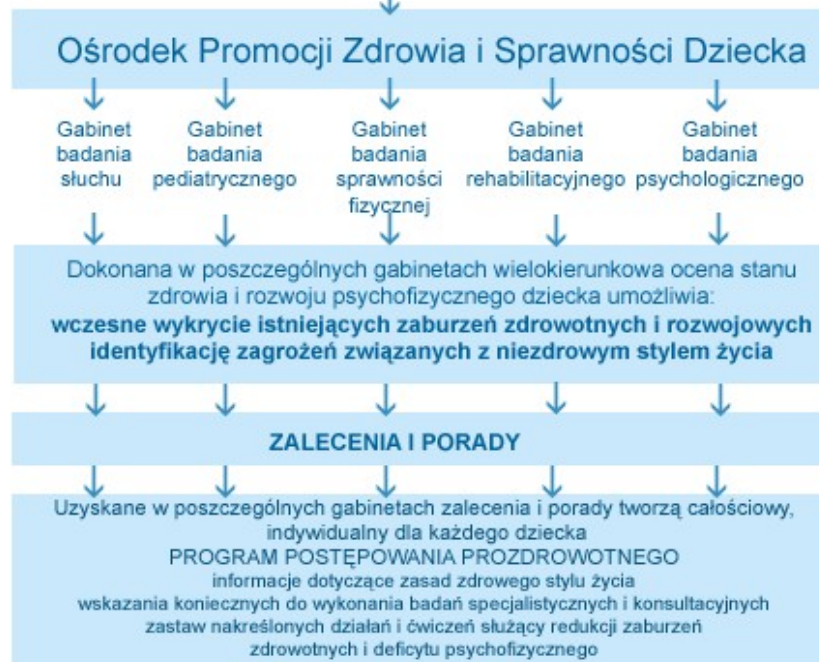 Ośrodek Promocji Zdrowia i Sprawności Dziecka
Gabinet
badania
słuchu
Gabinet
badania
pediatrycznego
Gabinet
badania
sprawności
fizycznej
Gabinet
badania
rehabilitacyjnego
Gabinet
badania
psychologicznego
Dokonana w poszczególnych gabinetach wielokierunkowa ocena stanu
zdrowia i rozwoju psychofizycznego dziecka umożliwia:
wczesne wykrycie istniejących zaburzeń zdrowotnych i rozwojowych
identyfikację zagrożeń związanych z niezdrowym stylem życia
ZALECENIA I PORADY
Uzyskane w poszczególnych gabinetach zalecenia i porady tworzą całościowy,
indywidualny dla każdego dziecka
PROGRAM POSTĘPOWANIA PROZDROWOTNEGO
informacje dotyczące zasad zdrowego stylu życia
wskazania koniecznych do wykonania badań specjalistycznych i konsultacyjnych
zastaw nakreślonych działań i ćwiczeń służący redukcji zaburzeń
zdrowotnych i deficytu psychofizycznego